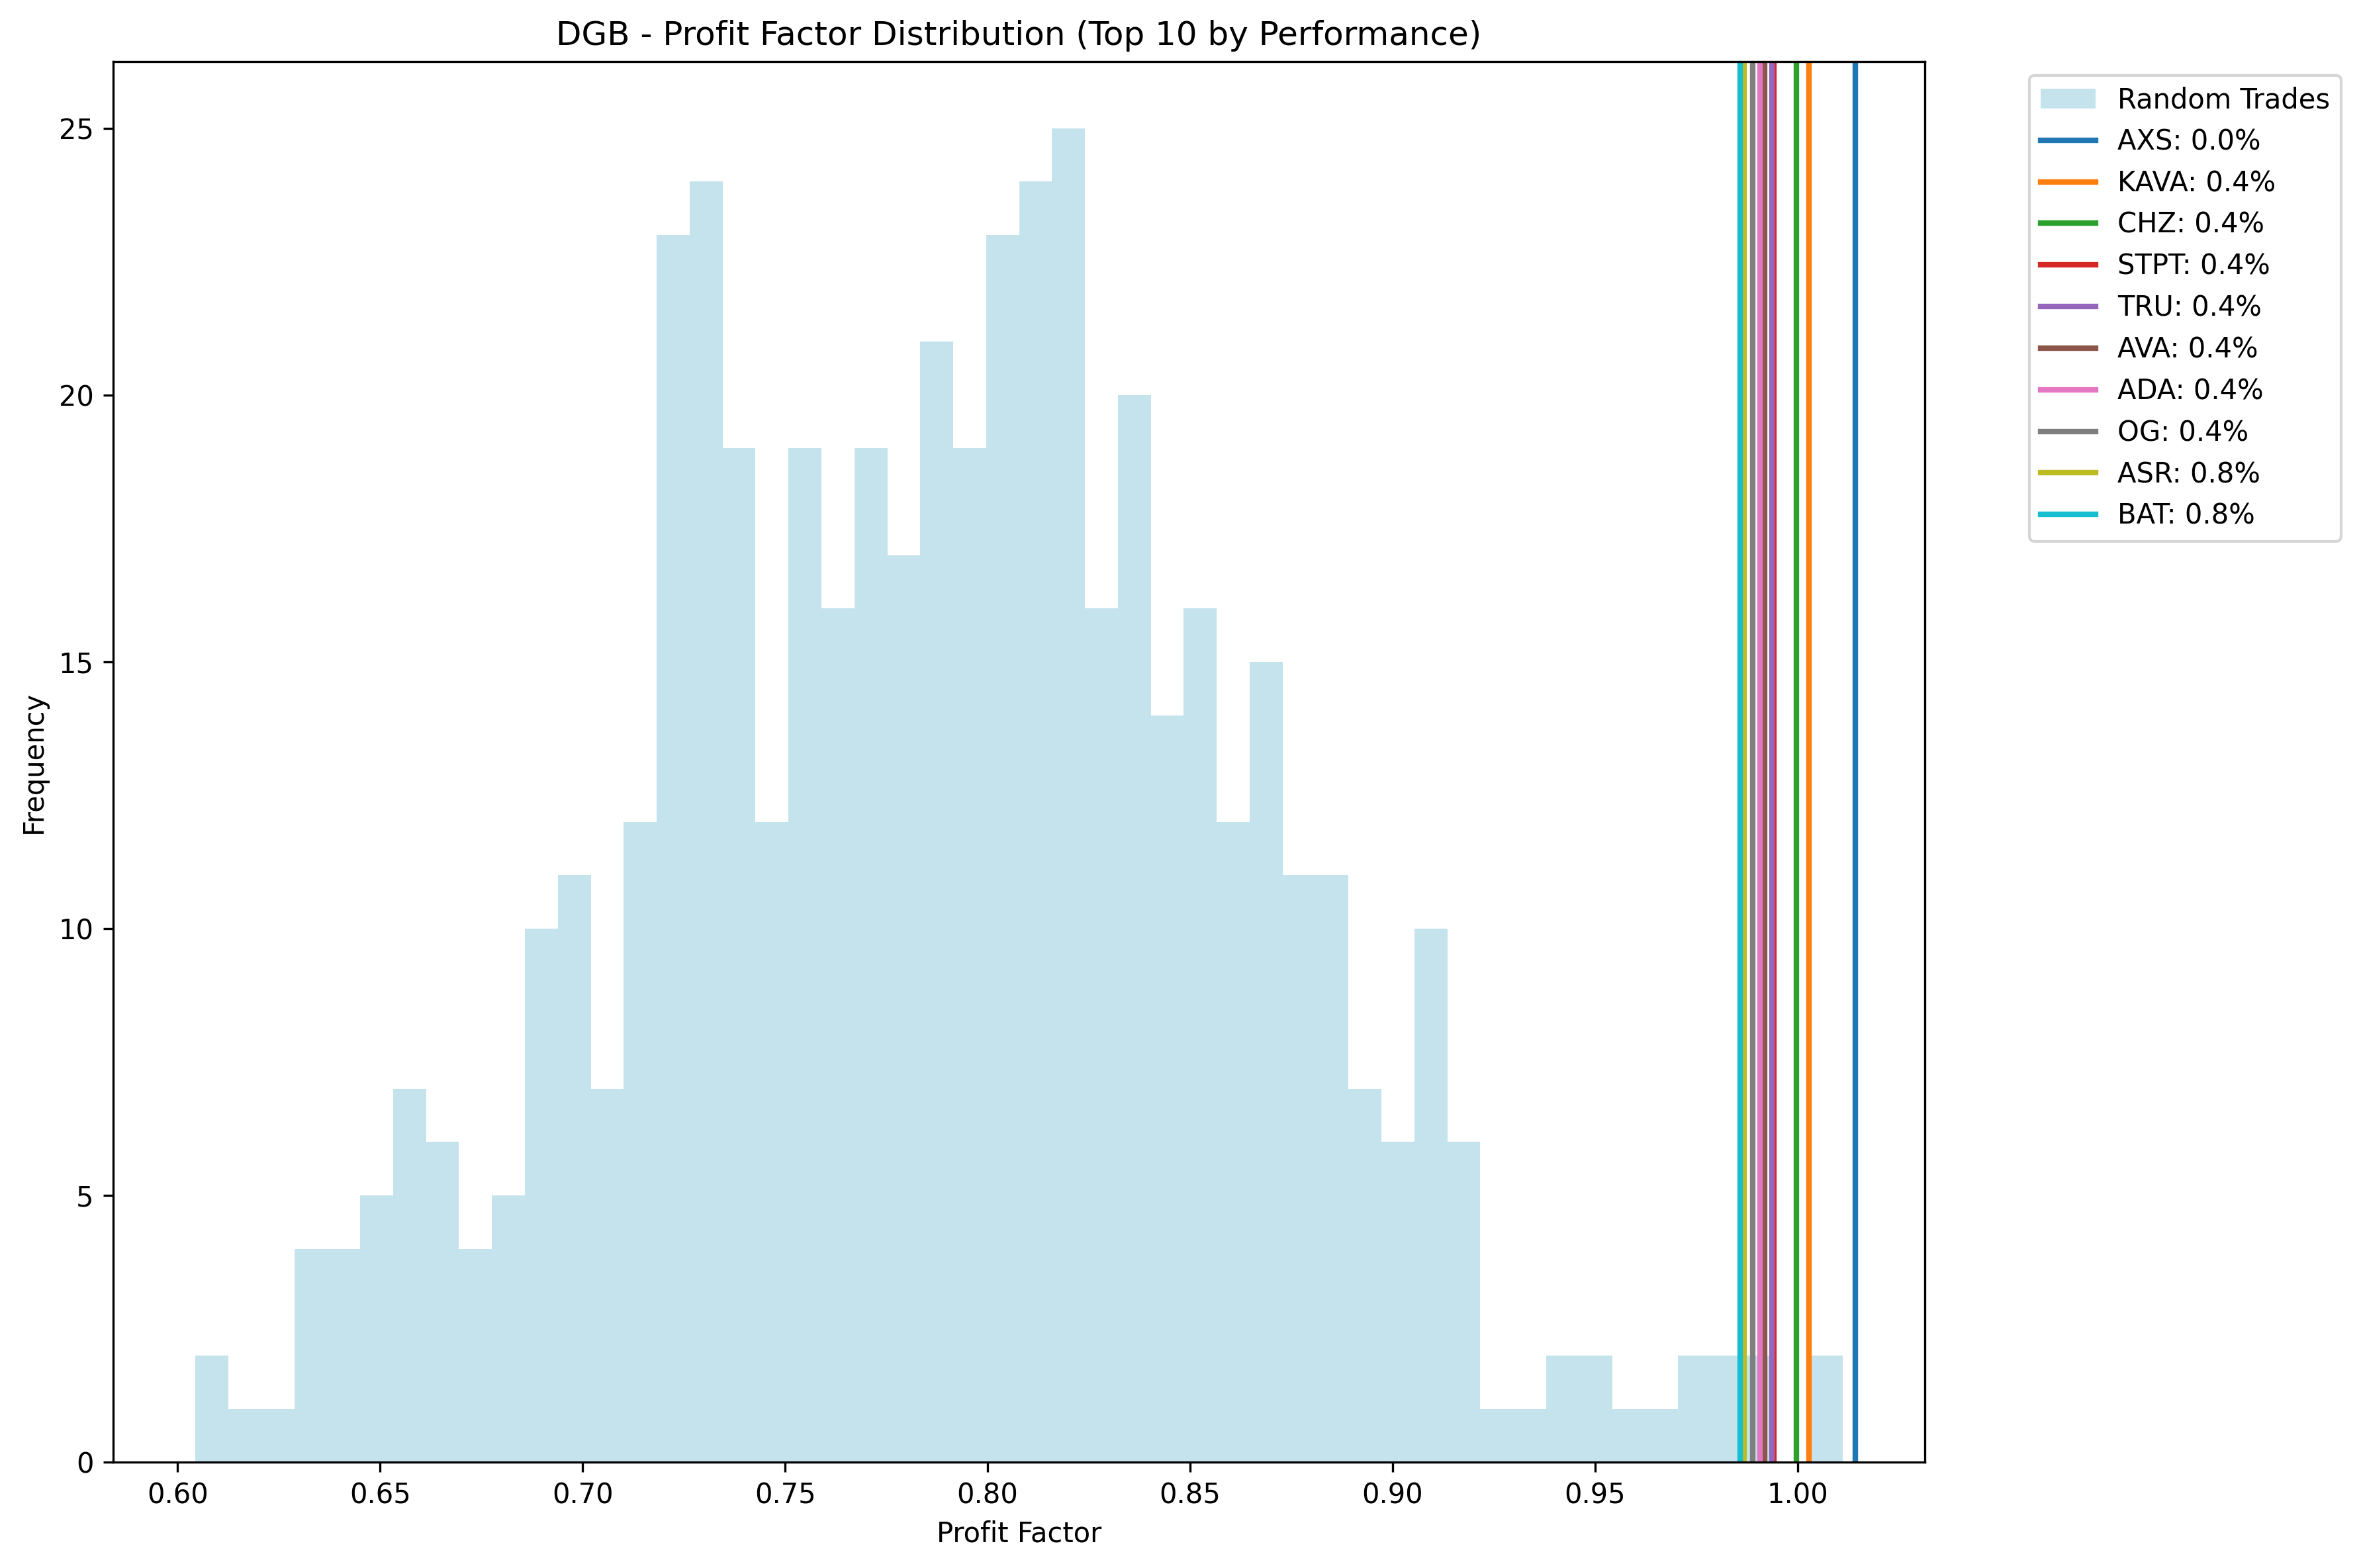 DGB - Profit Factor Distribution (Top 10 by Performance)
Frequency
25
20
15
10
5
0
0.60
0.65
0.70
0.75
0.80
0.85
0.90
0.95
1.00
Profit Factor
Random Trades
AXS: 0.0%
KAVA: 0.4%
CHZ: 0.4%
STPT: 0.4%
TRU: 0.4%
AVA: 0.4%
ADA: 0.4%
OG: 0.4%
ASR: 0.8%
BAT: 0.8%